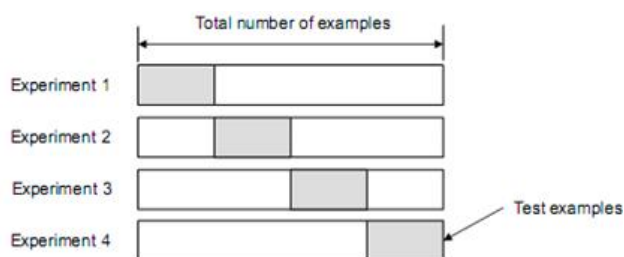 Total number of examples
Experiment 1
Experiment 2
Experiment 3
Test examples
Experiment 4